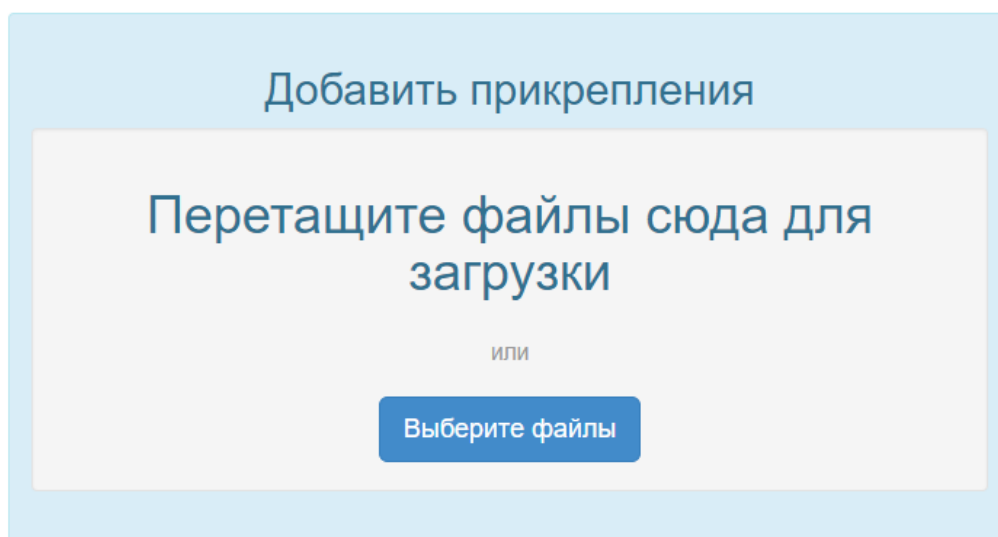 Добавить прикрепления
Перетащите файлы сюда для
загрузки
или
Выберите файлы